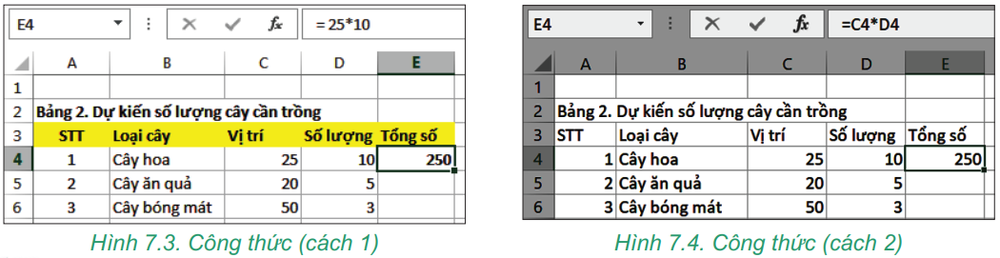 E4 fx = 25*10
A B C D E
1
2 Bảng 2. Dự kiến số lượng cây cần trồng
3 STT Loại cây Vị trí Số lượng Tổng số
4 1 Cây hoa 25 10 250
5 2 Cây ăn quả 20 5
6 3 Cây bóng mát 50 3
Hình 7.3. Công thức (cách 1)
E4 fx =C4*D4
A B C D E
1
2 Bảng 2. Dự kiến số lượng cây cần trồng
3 STT Loại cây Vị trí Số lượng Tổng số
4 1 Cây hoa 25 10 250
5 2 Cây ăn quả 20 5
6 3 Cây bóng mát 50 3
Hình 7.4. Công thức (cách 2)